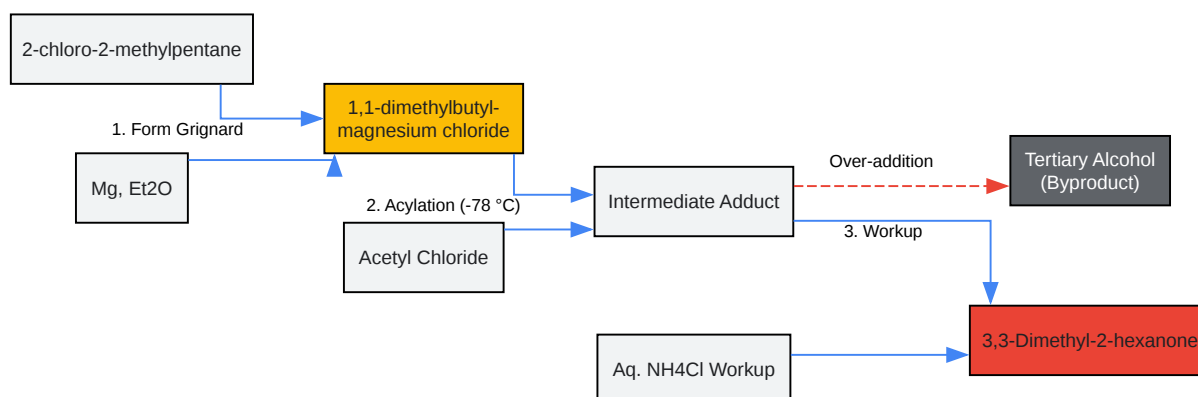 2-chloro-2-methylpentane
1. Form Grignard
1,1-dimethylbutyl-
magnesium chloride
Mg, Et2O
2. Acylation (-78 °C)
Acetyl Chloride
Intermediate Adduct
Over-addition
Tertiary Alcohol
(Byproduct)
3. Workup
Aq. NH4Cl Workup
3,3-Dimethyl-2-hexanone